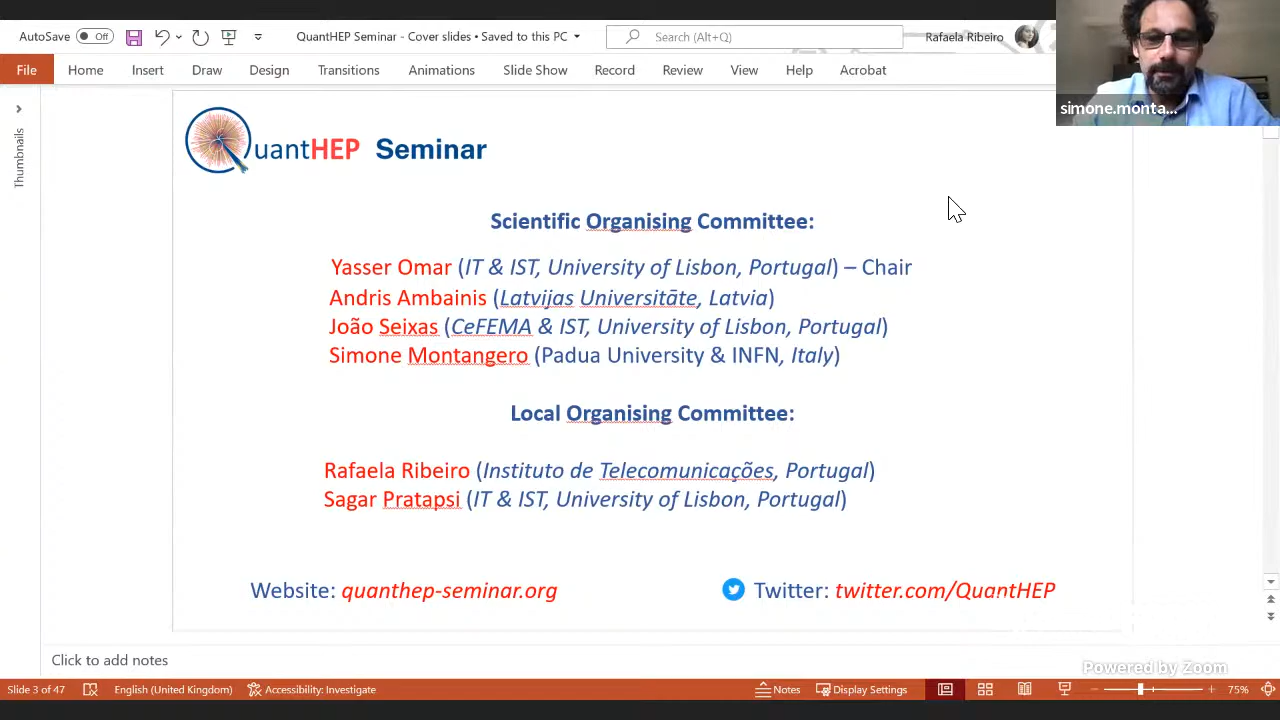 AutoSave Off QuantHEP Seminar - Cover slides • Saved to this PC Search (Alt+Q) Rafaela Ribeiro
File Home Insert Draw Design Transitions Animations Slide Show Record Review View Help Acrobat
simone.monta...
Thumbnails
QuantHEP Seminar
Scientific Organising Committee:
Yasser Omar (IT & IST, University of Lisbon, Portugal) – Chair
Andris Ambainis (Latvijas Universitāte, Latvia)
João Seixas (CeFEMA & IST, University of Lisbon, Portugal)
Simone Montangero (Padua University & INFN, Italy)
Local Organising Committee:
Rafaela Ribeiro (Instituto de Telecomunicações, Portugal)
Sagar Pratapsi (IT & IST, University of Lisbon, Portugal)
Website: quanthep-seminar.org Twitter: twitter.com/QuantHEP
Click to add notes
Powered by Zoom
Slide 3 of 47 English (United Kingdom) Accessibility: Investigate Notes Display Settings 75%